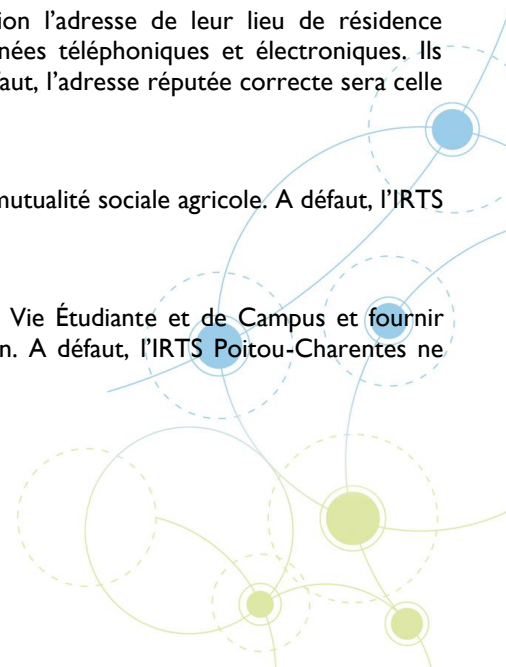 ion l’adresse de leur lieu de résidence
nées téléphoniques et électroniques. Ils
faut, l’adresse réputée correcte sera celle
mutualité sociale agricole. A défaut, l’IRTS
Vie Étudiante et de Campus et fournir
n. A défaut, l’IRTS Poitou-Charentes ne